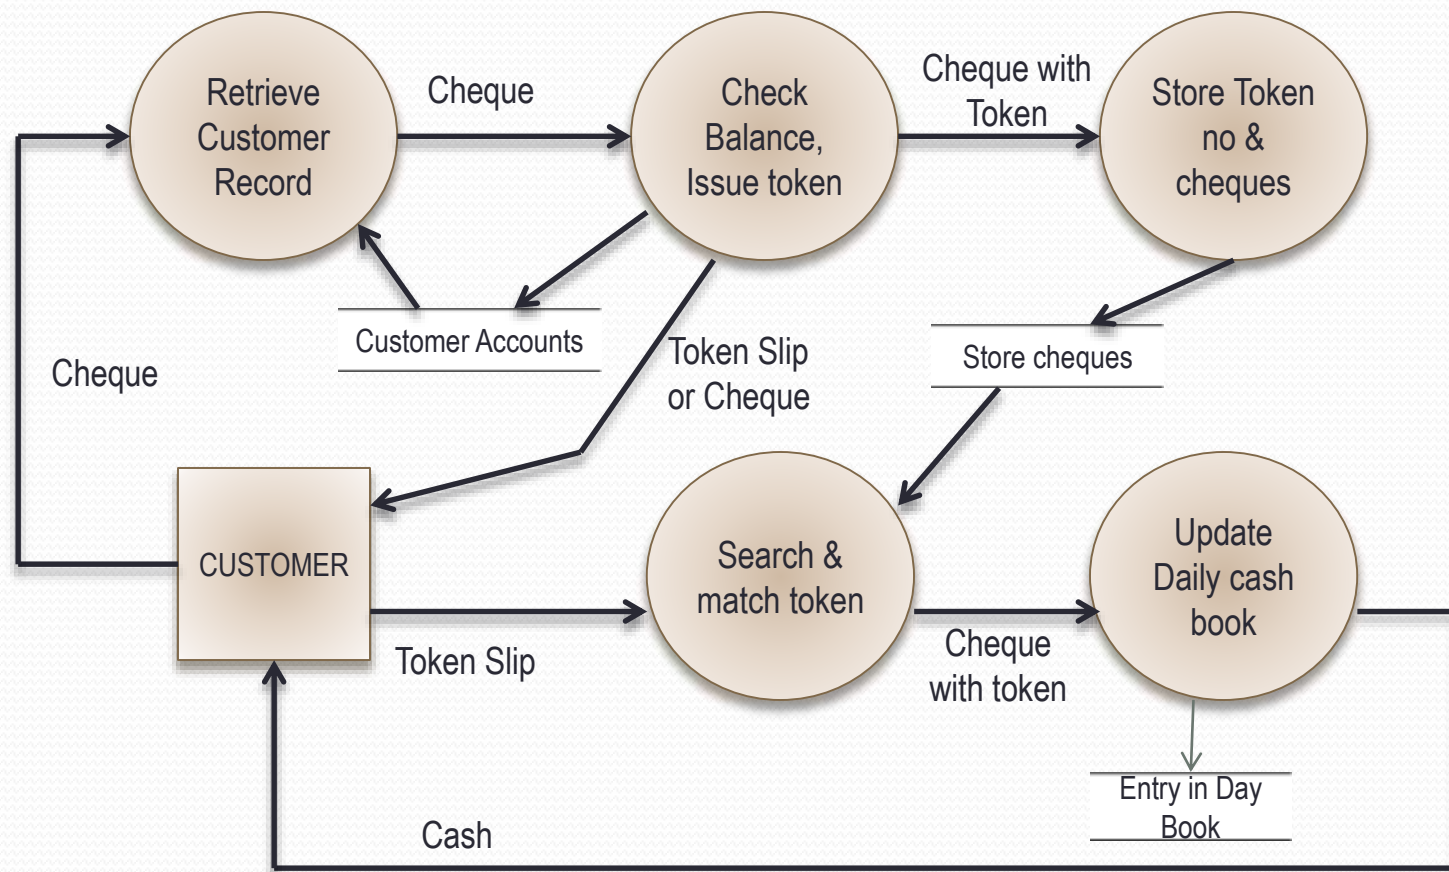 Retrieve
Customer
Record
Cheque
Check
Balance,
Issue token
Cheque with
Token
Store Token
no &
cheques
Customer Accounts
Token Slip
or Cheque
Store cheques
Cheque
CUSTOMER
Token Slip
Search &
match token
Cheque
with token
Update
Daily cash
book
Entry in Day
Book
Cash